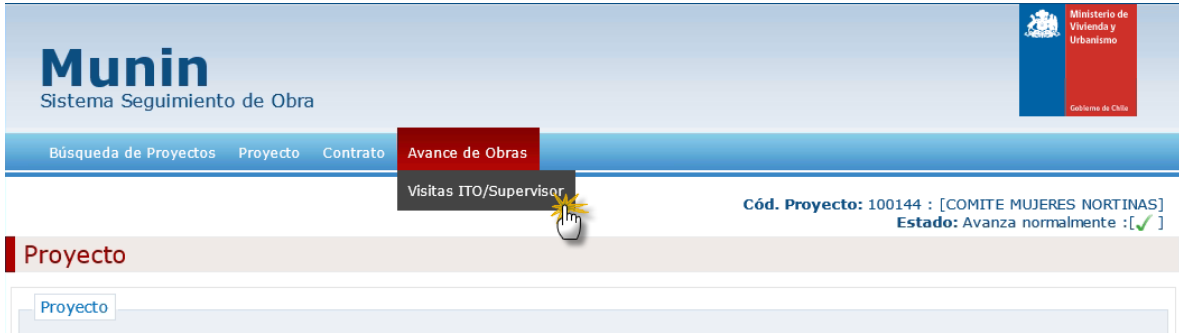 Ministerio de
Vivienda y
Urbanismo
Gobierno de Chile
Munin
Sistema Seguimiento de Obra
Búsqueda de Proyectos Proyecto Contrato Avance de Obras
Visitas ITO/Supervisor
Cód. Proyecto: 100144 : [COMITE MUJERES NORTINAS]
Estado: Avanza normalmente :[✓ ]
Proyecto
Proyecto